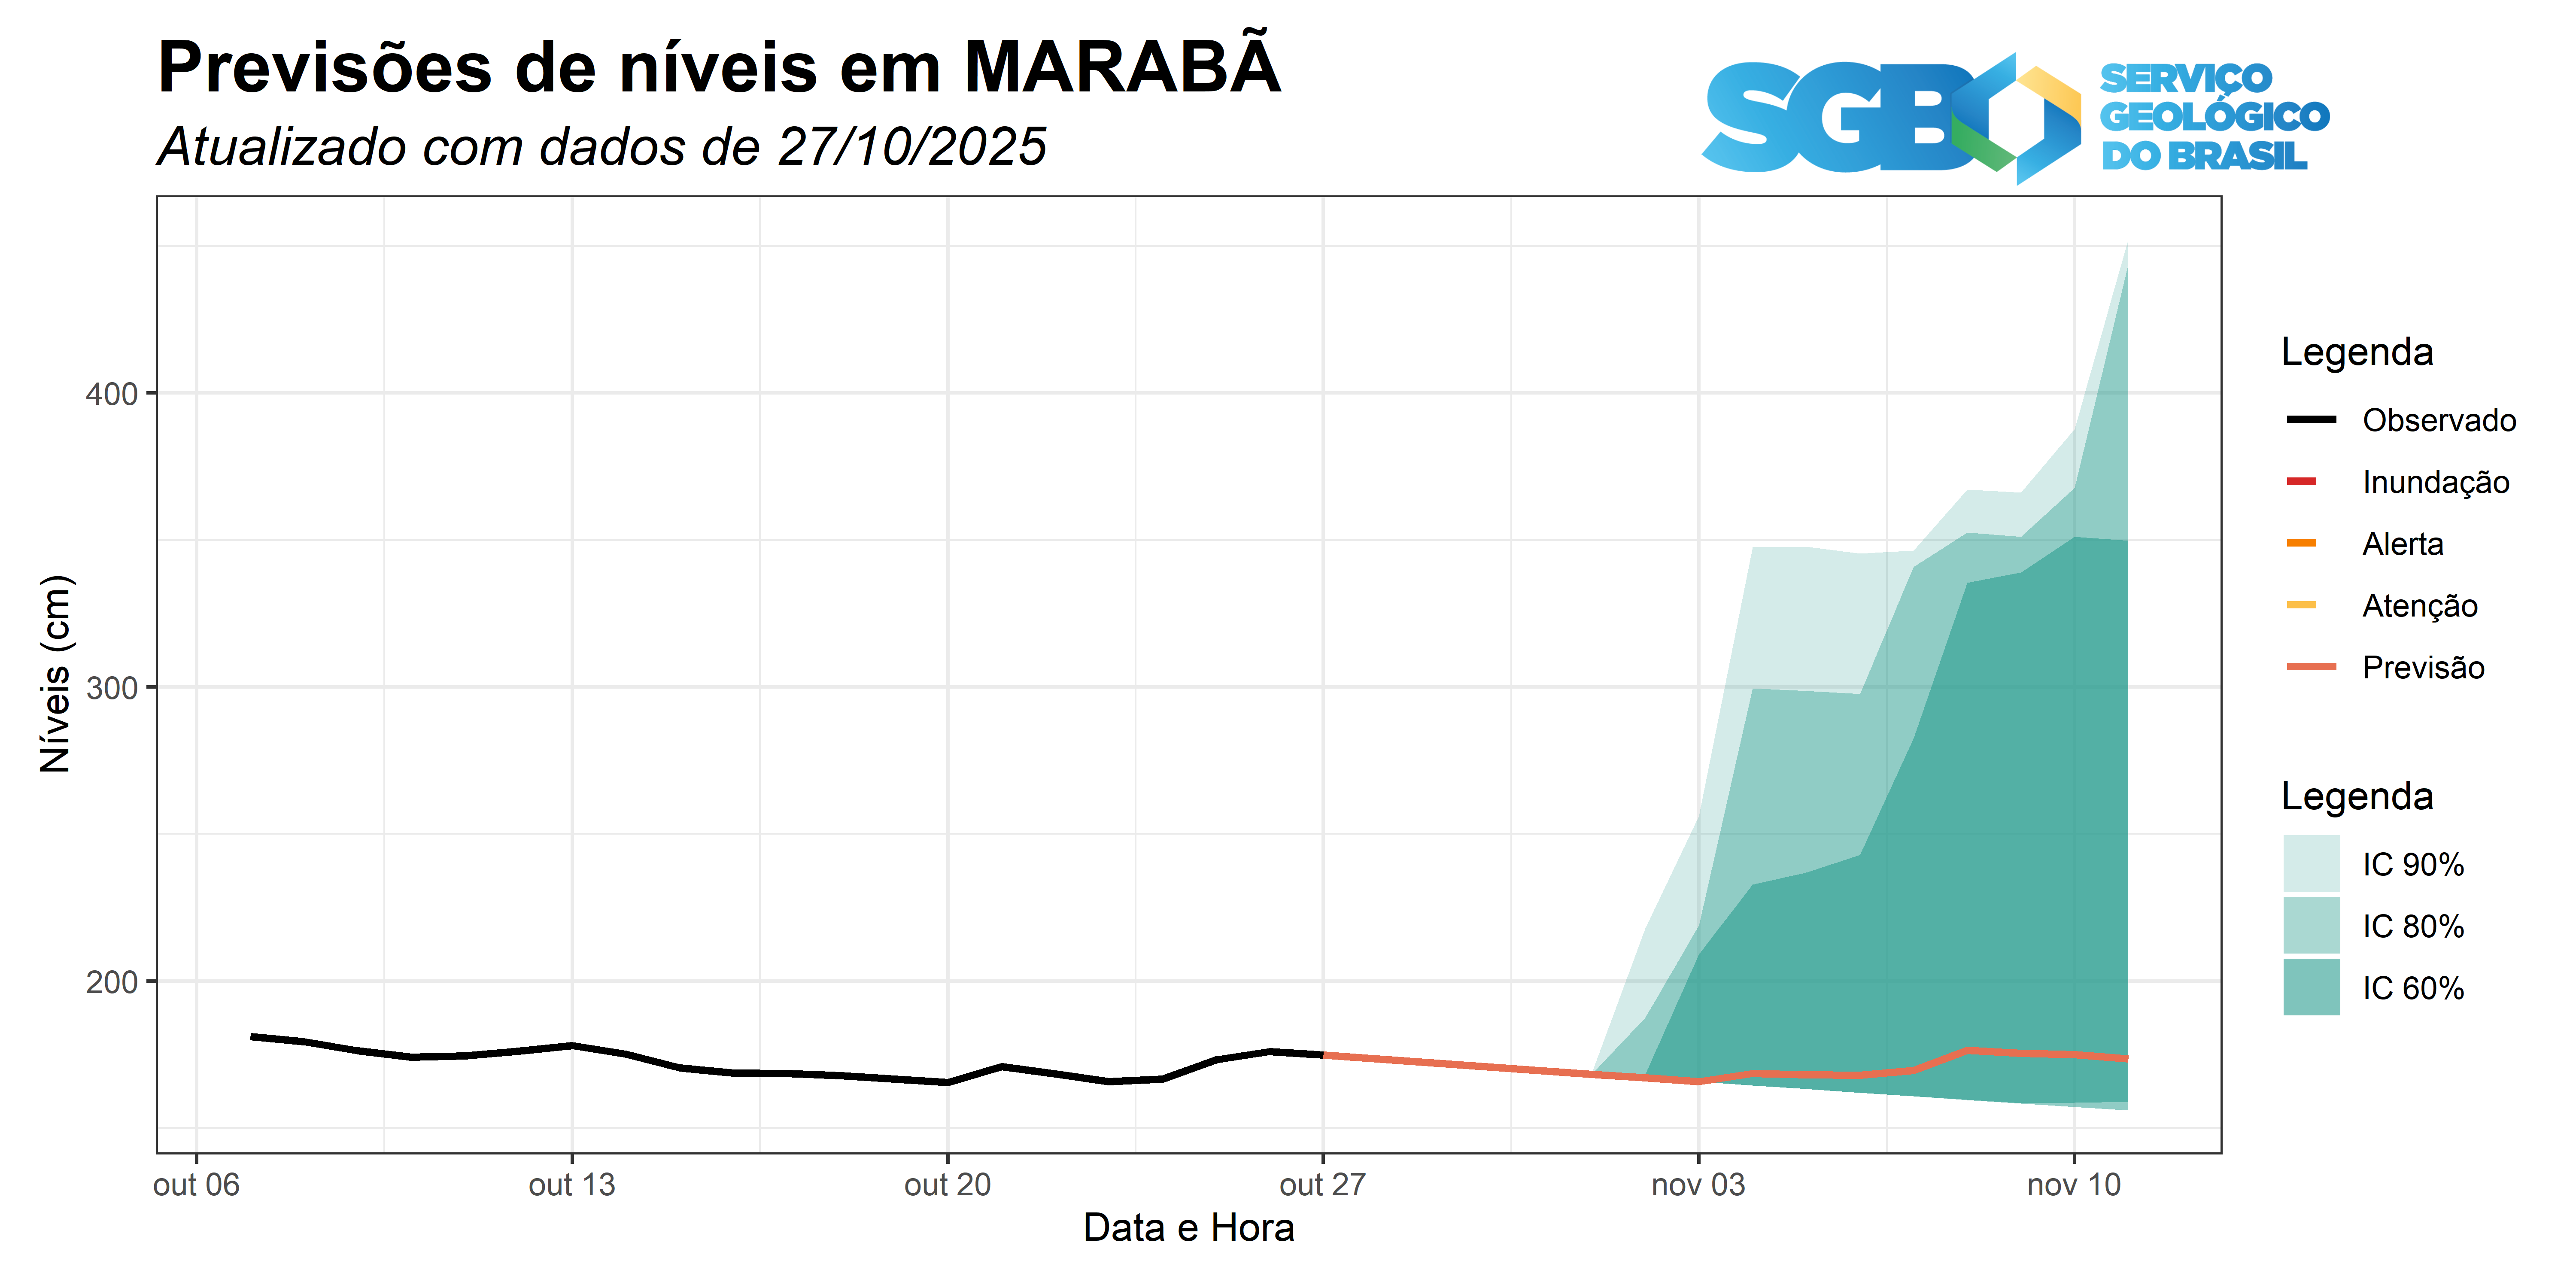 Previsões de níveis em MARABÃ
Atualizado com dados de 27/10/2025
SGB
SERVIÇO
GEOLÓGICO
DO BRASIL
Níveis (cm)
400
300
200
out 06
out 13
out 20
out 27
nov 03
nov 10
Data e Hora
Legenda
Observado
Inundação
Alerta
Atenção
Previsão
Legenda
IC 90%
IC 80%
IC 60%